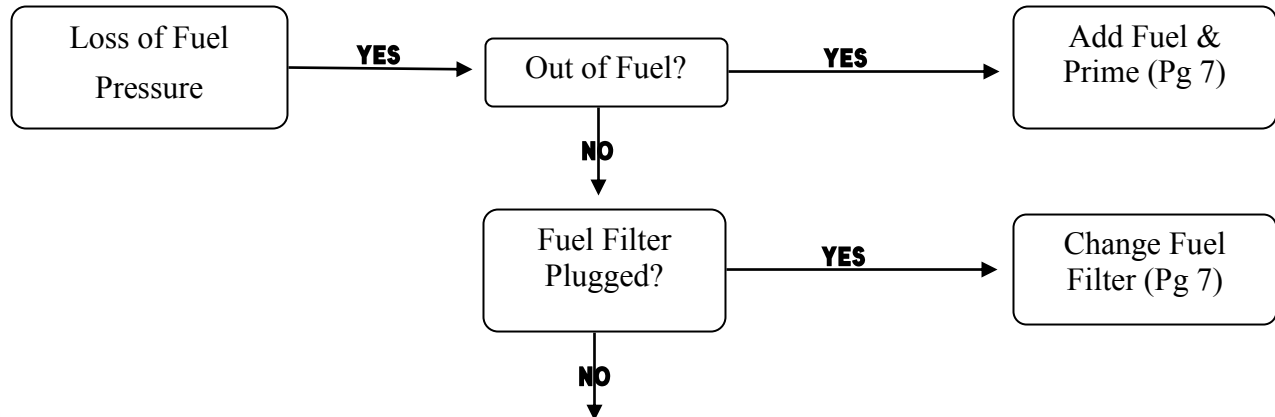 Loss of Fuel
Pressure
YES
Out of Fuel?
YES
Add Fuel &
Prime (Pg 7)
NO
Fuel Filter
Plugged?
YES
Change Fuel
Filter (Pg 7)
NO